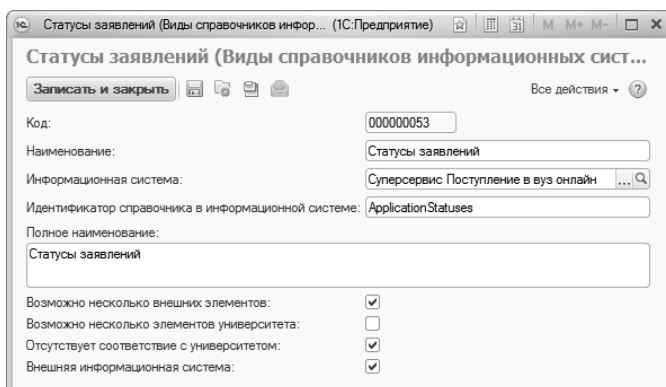 Статусы заявлений (Виды справочников инфор... (1С:Предприятие) 31 M M+ M-
Статусы заявлений (Виды справочников информационных сист...
Записать и закрыть Все действия ?
Код: 000000053
Наименование: Статусы заявлений
Информационная система: Суперсервис Поступление в вуз онлайн ...
Идентификатор справочника в информационной системе: ApplicationStatuses
Полное наименование:
Статусы заявлений
Возможно несколько внешних элементов:
Возможно несколько элементов университета:
Отсутствует соответствие с университетом:
Внешняя информационная система: